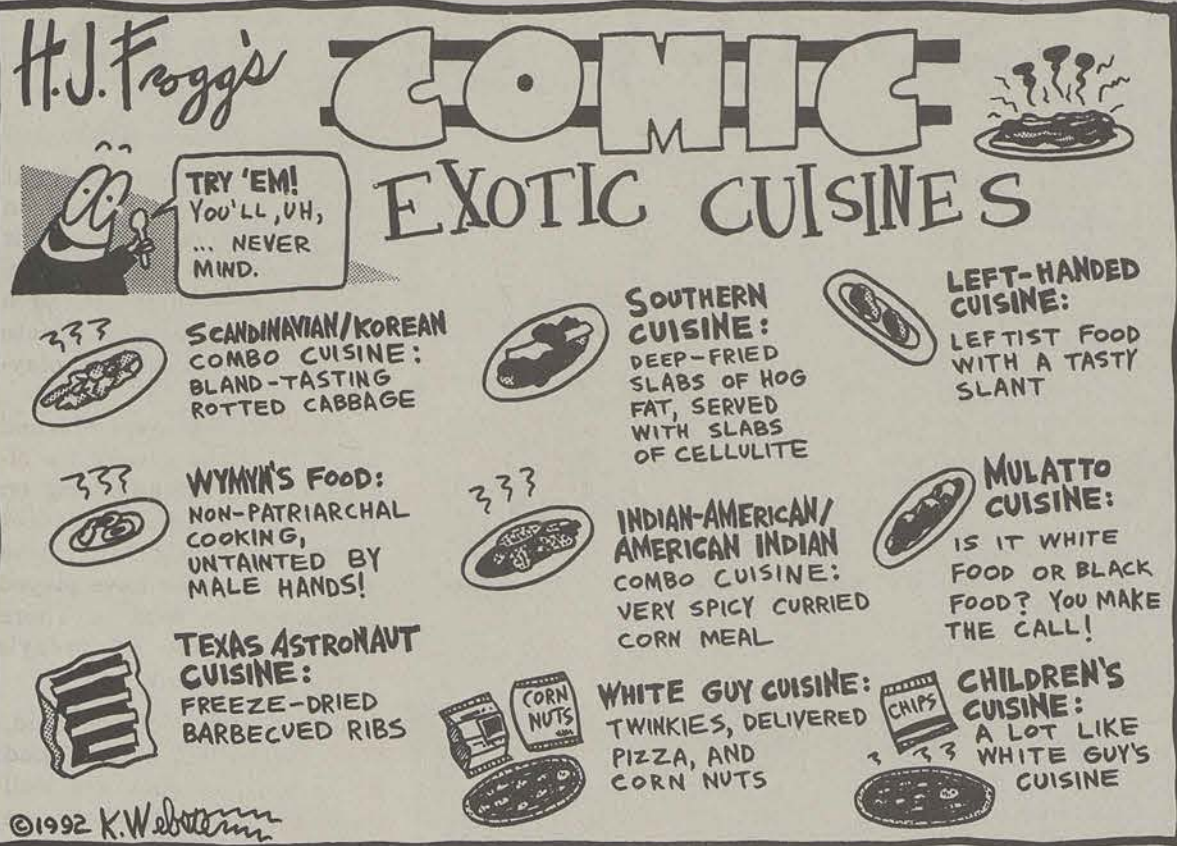 H.J. Frogg's
COMIC
EXOTIC CUISINES
TRY 'EM!
YOU'LL, UH,
... NEVER
MIND.
SCANDINAVIAN/KOREAN
COMBO CUISINE:
BLAND-TASTING
ROTTED CABBAGE
SOUTHERN
CUISINE:
DEEP-FRIED
SLABS OF HOG
FAT, SERVED
WITH SLABS
OF CELLULITE
LEFT-HANDED
CUISINE:
LEFTIST FOOD
WITH A TASTY
SLANT
WYMYN'S FOOD:
NON-PATRIARCHAL
COOKING,
UNTAINTED BY
MALE HANDS!
INDIAN-AMERICAN/
AMERICAN INDIAN
COMBO CUISINE:
VERY SPICY CURRIED
CORN MEAL
MULATTO
CUISINE:
IS IT WHITE
FOOD OR BLACK
FOOD? YOU MAKE
THE CALL!
TEXAS ASTRONAUT
CUISINE:
FREEZE-DRIED
BARBECUED RIBS
CORN
NUTS
WHITE GUY CUISINE:
TWINKIES, DELIVERED
PIZZA, AND
CORN NUTS
CHIPS
CHILDREN'S
CUISINE:
A LOT LIKE
WHITE GUY'S
CUISINE
©1992 K. Webster